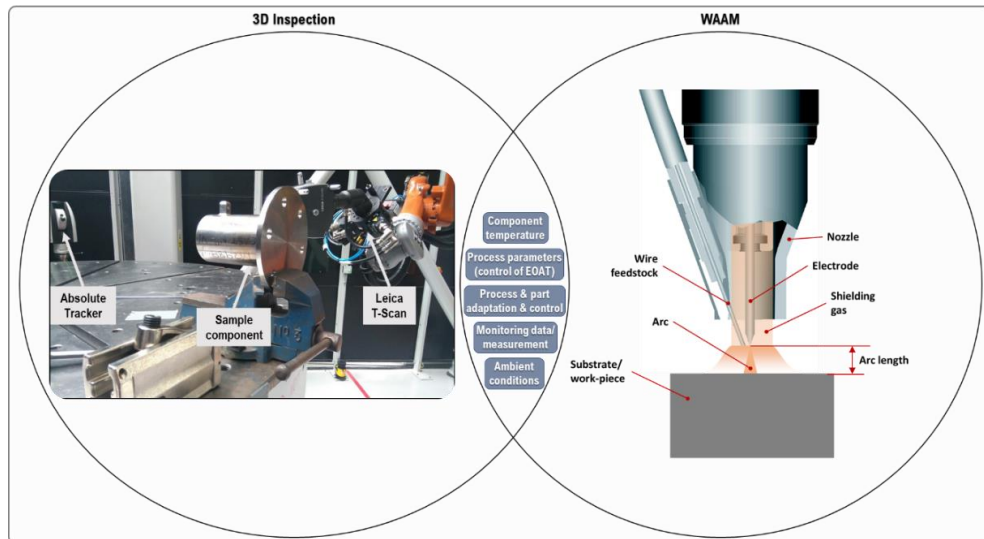 3D Inspection
WAAM
Absolute
Tracker
Sample
component
Leica
T-Scan
Component
temperature
Process parameters
(control of EOAT)
Process & part
adaptation & control
Monitoring data/
measurement
Ambient
conditions
Wire
feedstock
Arc
Substrate/
work-piece
Nozzle
Electrode
Shielding
gas
Arc length